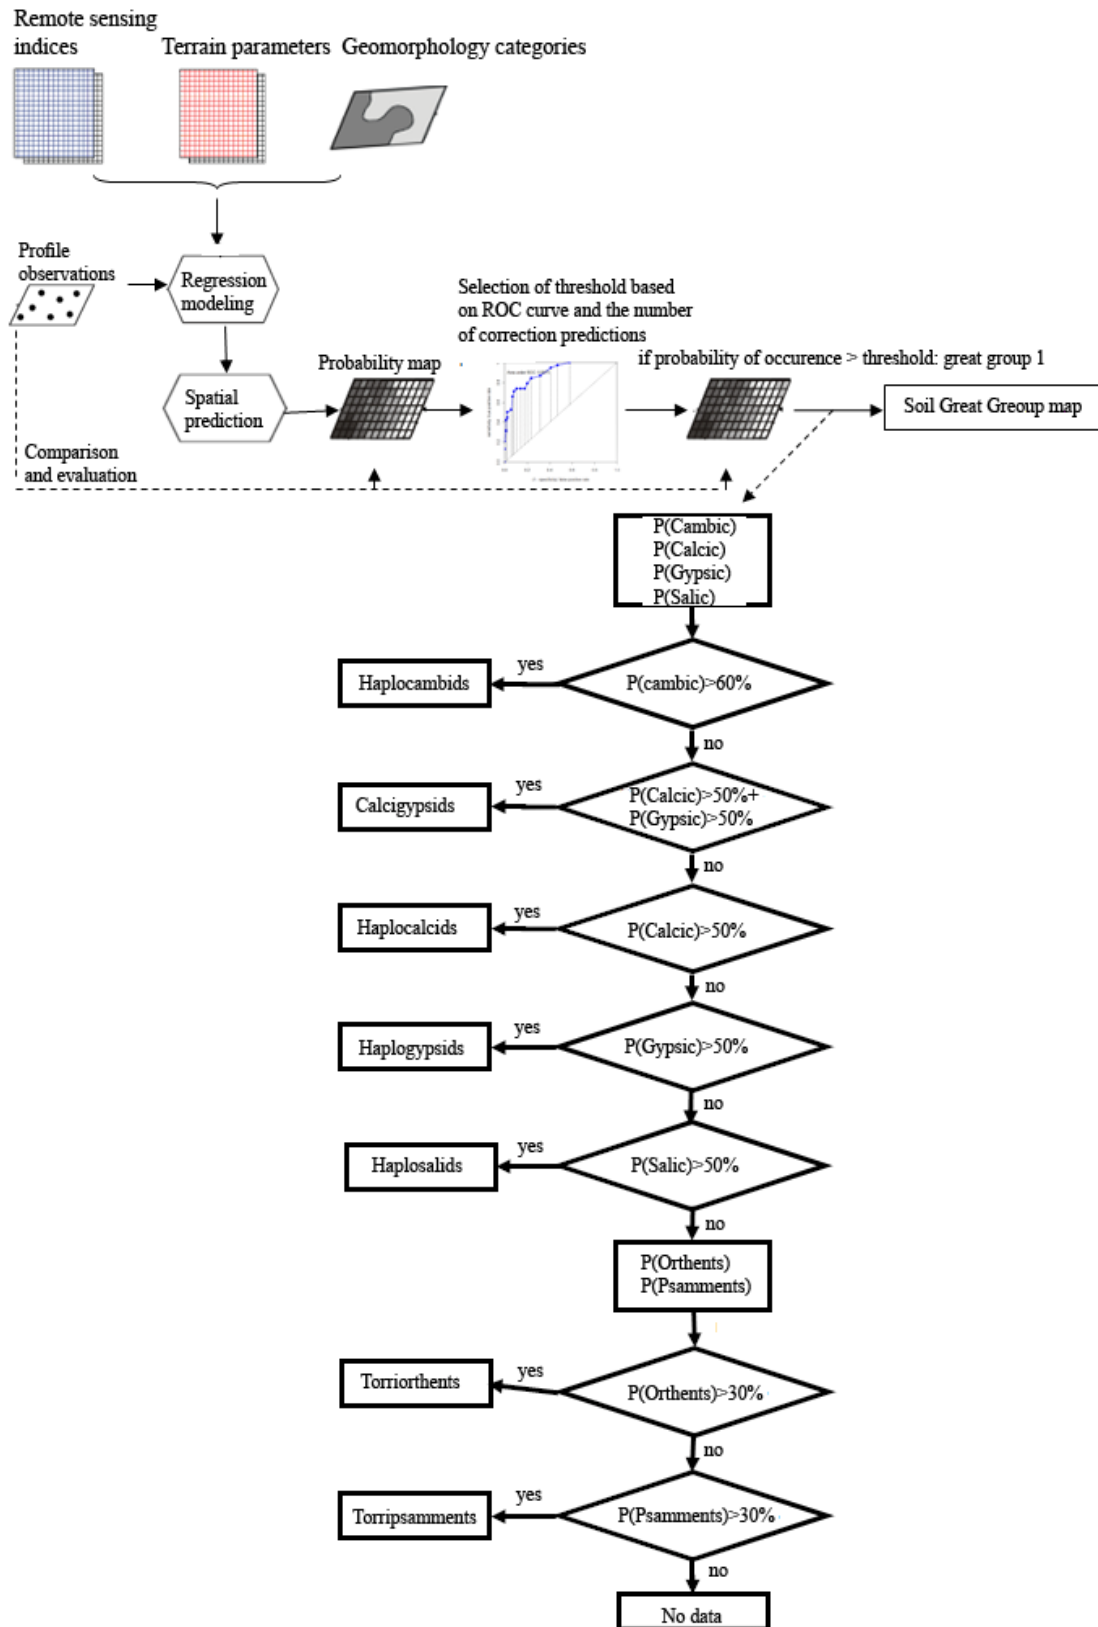 Remote sensing
indices
Terrain parameters
Geomorphology categories
Profile
observations
Regression
modeling
Selection of threshold based
on ROC curve and the number
of correction predictions
Probability map
if probability of occurence > threshold: great group 1
Spatial
prediction
Soil Great Greoup map
Comparison
and evaluation
P(Cambic)
P(Calcic)
P(Gypsic)
P(Salic)
yes
Haplocambids
P(cambic)>60%
no
yes
Calcigypsids
P(Calcic)>50%+
P(Gypsic)>50%
no
yes
Haplocalcids
P(Calcic)>50%
no
yes
Haplogypsids
P(Gypsic)>50%
no
yes
Haplosalids
P(Salic)>50%
no
P(Orthents)
P(Psamments)
yes
Torriorthents
P(Orthents)>30%
no
yes
Torripsamments
P(Psamments)>30%
no
No data